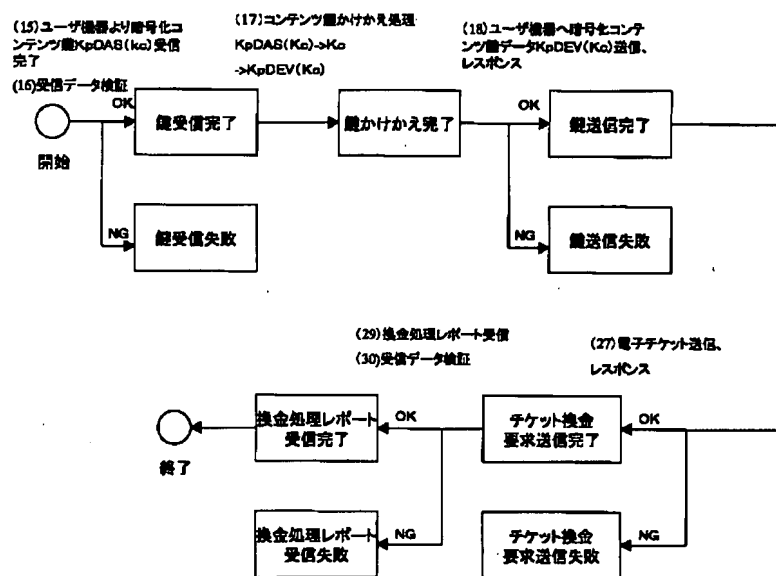 (15)ユーザ機器より暗号化コ
ンテンツ鍵KpDAS(kc)受信
完了
(16)受信データ検証
(17)コンテンツ鍵かけかえ処理
KpDAS(Kc)->Kc
->KpDEV(Kc)
(18)ユーザ機器へ暗号化コンテ
ンツ鍵データKpDEV(Kc)送信、
レスポンス
開始
OK
鍵受信完了
鍵かけかえ完了
OK
鍵送信完了
NG
鍵受信失敗
NG
鍵送信失敗
(29)換金処理レポート受信
(30)受信データ検証
(27)電子チケット送信、
レスポンス
終了
換金処理レポート
受信完了
OK
チケット換金
要求送信完了
OK
換金処理レポート
受信失敗
NG
チケット換金
要求送信失敗
NG